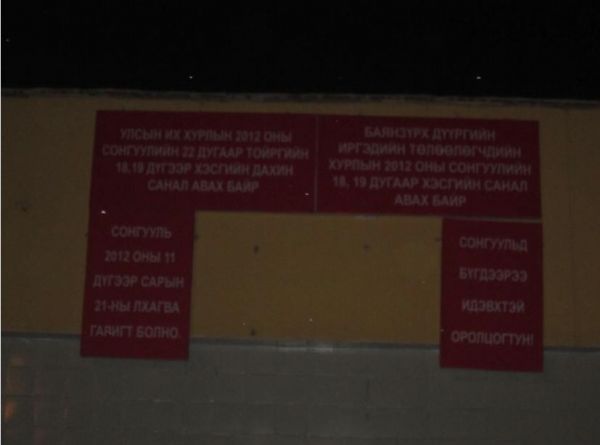 УЛСЫН ИХ ХУРЛЫН 2012 ОНЫ
СОНГУУЛИЙН 22 ДУГААР ТОЙРГИЙН
18,19 ДҮГЭЭР ХЭСГИЙН ДАХИН
САНАЛ АВАХ БАЙР
БАЯНЗҮРХ ДҮҮРГИЙН
ИРГЭДИЙН ТӨЛӨӨЛӨГЧДИЙН
ХУРЛЫН 2012 ОНЫ СОНГУУЛИЙН
18, 19 ДУГААР ХЭСГИЙН САНАЛ
АВАХ БАЙР
СОНГУУЛЬ
2012 ОНЫ 11
ДҮГЭЭР САРЫН
21-НЫ ЛХАГВА
ГАРИГТ БОЛНО.
СОНГУУЛЬД
БҮГДЭЭРЭЭ
ИДЭВХТЭЙ
ОРОЛЦОГТУН!